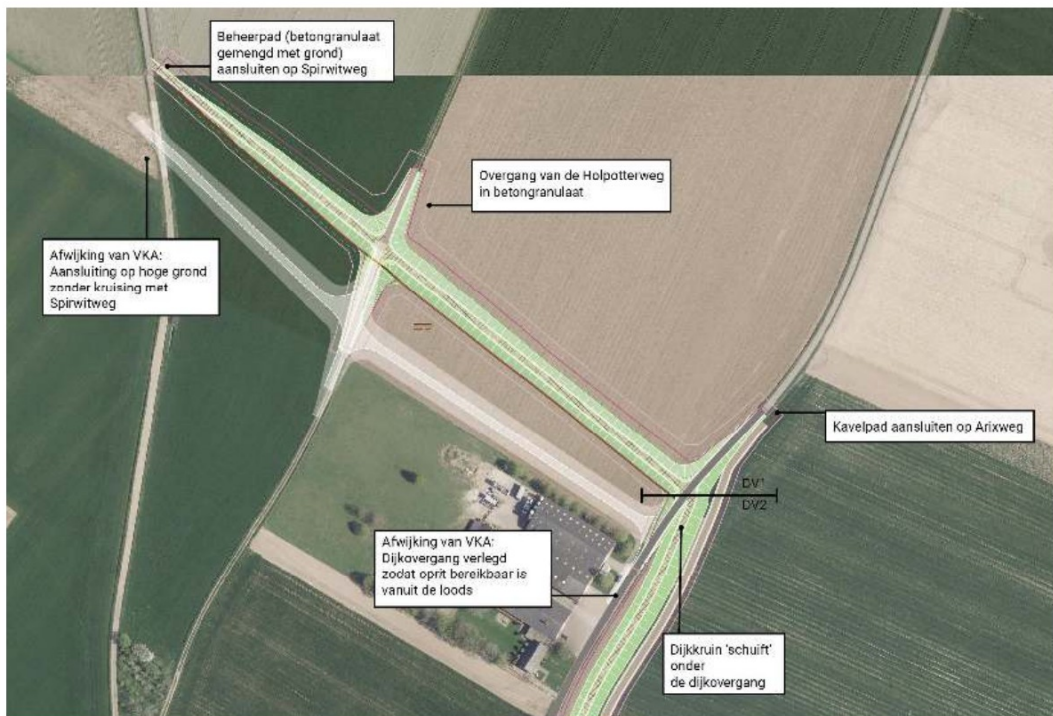 Beheerpad (betongranulaat
gemengd met grond)
aansluiten op Spirwitweg
Overgang van de Holpotterweg
in betongranulaat
Afwijking van VKA:
Aansluiting op hoge grond
zonder kruising met
Spirwitweg
Kavelpad aansluiten op Arixweg
DV1
DV2
Afwijking van VKA:
Dijkovergang verlegd
zodat oprit bereikbaar is
vanuit de loods
Dijkkruin 'schuift'
onder
de dijkovergang